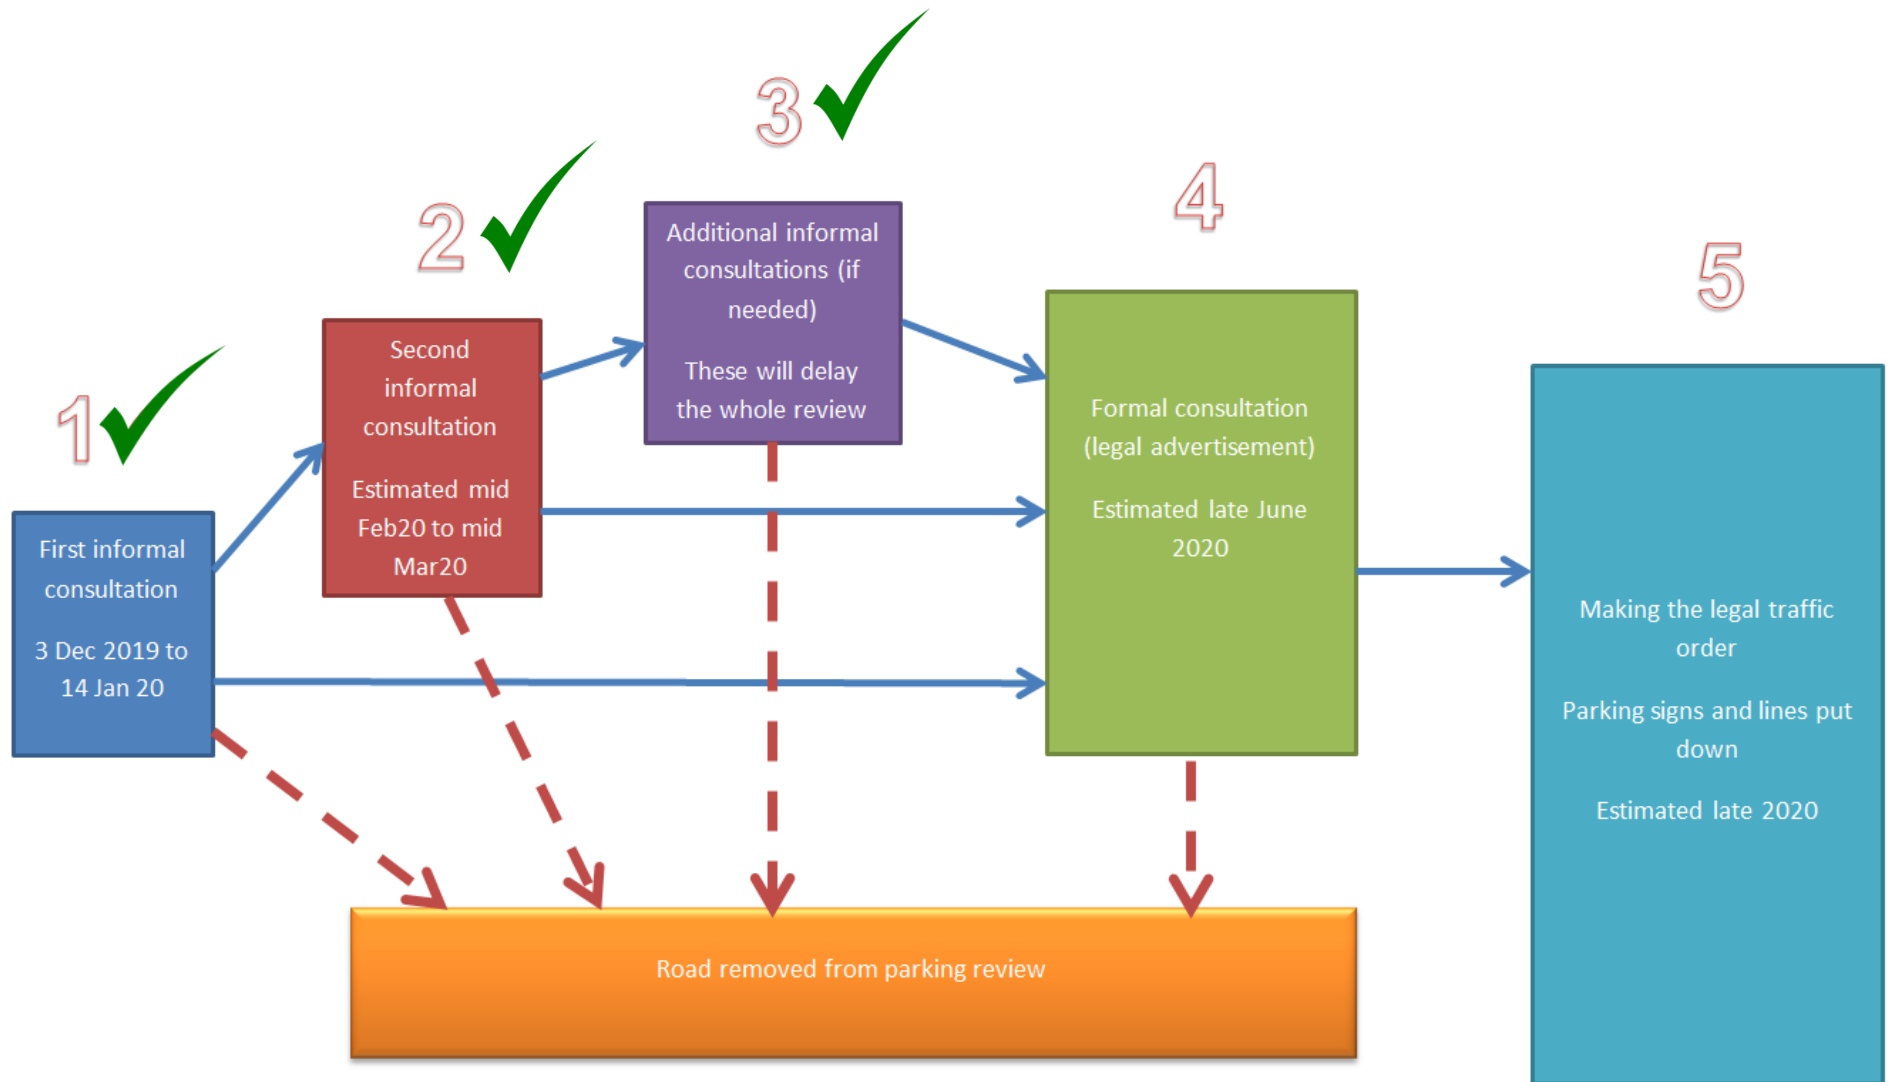 1
First informal
consultation
3 Dec 2019 to
14 Jan 20
2
Second
informal
consultation
Estimated mid
Feb20 to mid
Mar20
3
Additional informal
consultations (if
needed)
These will delay
the whole review
4
Formal consultation
(legal advertisement)
Estimated late June
2020
5
Making the legal traffic
order
Parking signs and lines put
down
Estimated late 2020
Road removed from parking review